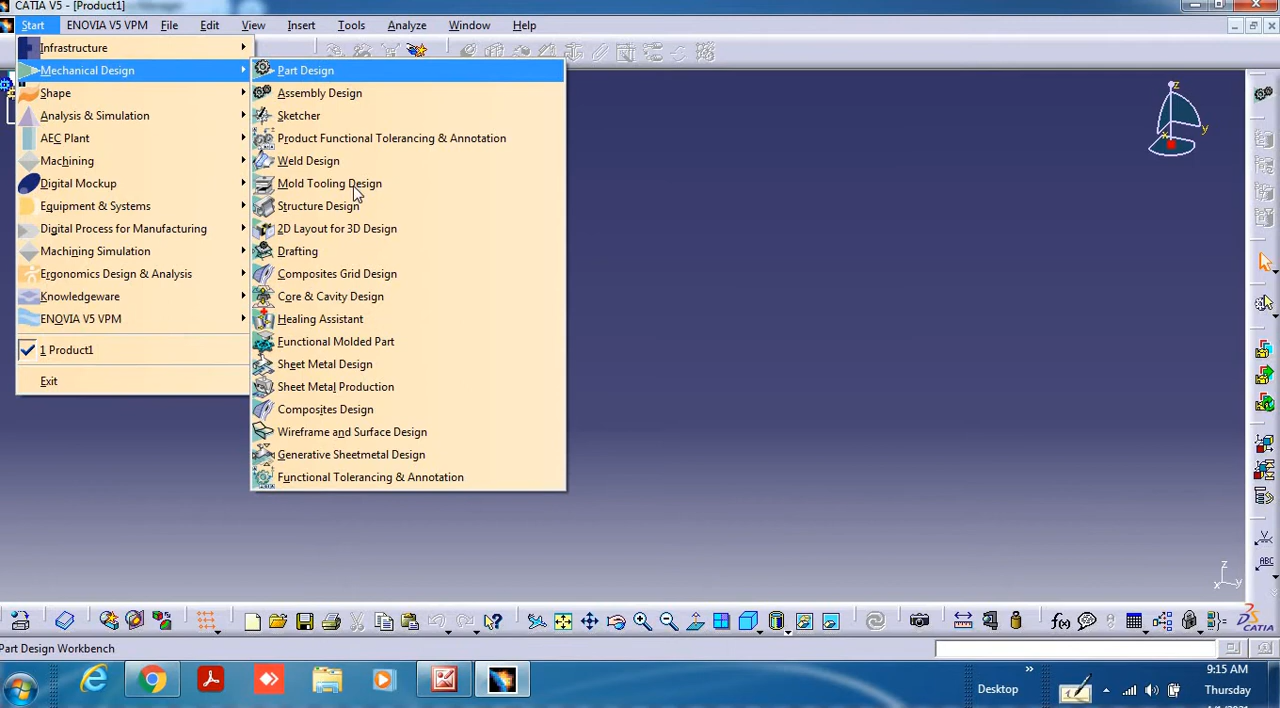 CATIA V5 - [Product1]
Start ENOVIA V5 VPM File Edit View Insert Tools Analyze Window Help
Infrastructure
Mechanical Design
Shape
Analysis & Simulation
AEC Plant
Machining
Digital Mockup
Equipment & Systems
Digital Process for Manufacturing
Machining Simulation
Ergonomics Design & Analysis
Knowledgeware
ENOVIA V5 VPM
1 Product1
Exit
Part Design
Assembly Design
Sketcher
Product Functional Tolerancing & Annotation
Weld Design
Mold Tooling Design
Structure Design
2D Layout for 3D Design
Drafting
Composites Grid Design
Core & Cavity Design
Healing Assistant
Functional Molded Part
Sheet Metal Design
Sheet Metal Production
Composites Design
Wireframe and Surface Design
Generative Sheetmetal Design
Functional Tolerancing & Annotation
z
y
x
ABC
z
x y
f(x)
CATIA
Part Design Workbench
Desktop
»
9:15 AM
Thursday